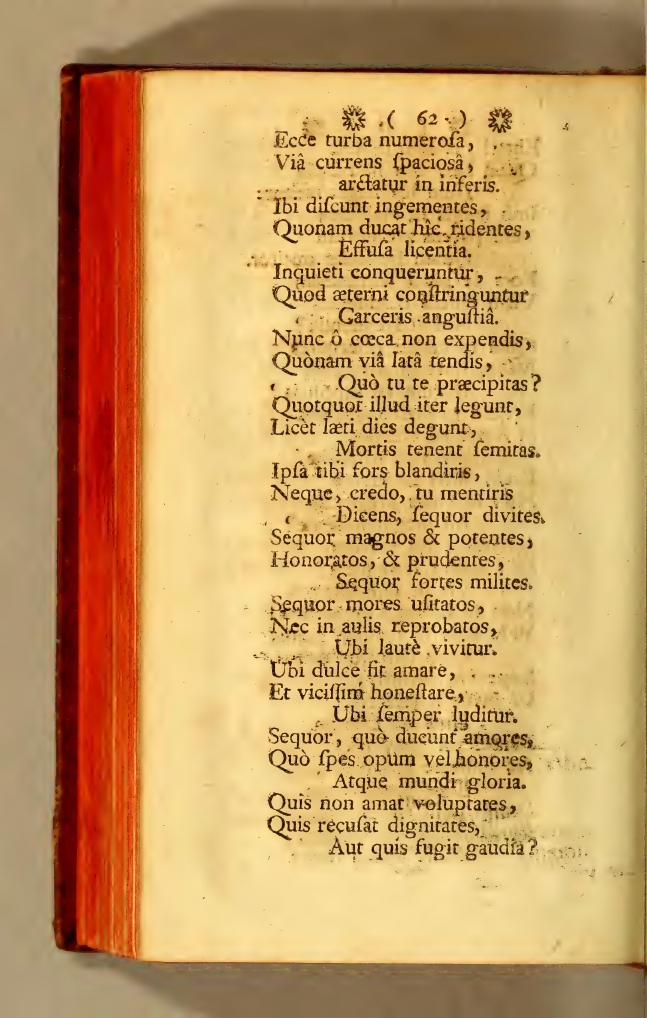 ( 62 )
Ecce turba numeroſa,
Viâ currens ſpaciosâ,
arctatur in inferis.
Ibi diſcunt ingementes,
Quonam ducat hîc ridentes,
Effuſa licentia.
Inquieti conqueruntur,
Quod æterni conſtringuntur
Carceris anguſtiâ.
Nunc ô cœca non expendis,
Quònam viâ latâ tendis,
Quò tu te præcipitas?
Quotquot illud iter legunt,
Licèt læti dies degunt,
Mortis tenent ſemitas.
Ipſa tibi fors blandiris,
Neque, credo, tu mentiris
Dicens, ſequor divites.
Sequor magnos & potentes,
Honoratos, & prudentes,
Sequor fortes milites.
Sequor mores uſitatos,
Nec in aulis reprobatos,
Ubi lautè vivitur.
Ubi dulce fit amare,
Et viciſſim honeſtare,
Ubi ſemper luditur.
Sequor, quò ducunt amores,
Quò ſpes opum vel honores,
Atque mundi gloria.
Quis non amat voluptates,
Quis recuſat dignitates,
Aut quis fugit gaudia?